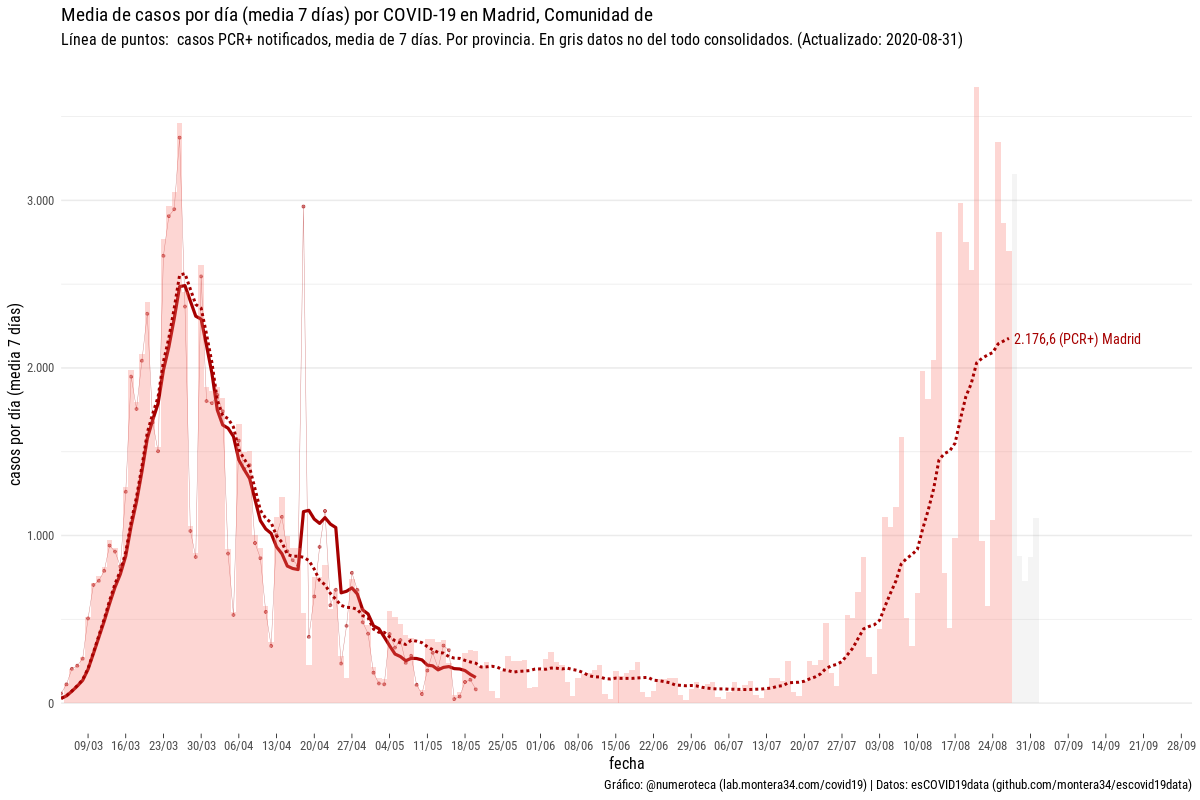 Media de casos por día (media 7 días) por COVID-19 en Madrid, Comunidad de
Línea de puntos: casos PCR+ notificados, media de 7 días. Por provincia. En gris datos no del todo consolidados. (Actualizado: 2020-08-31)
casos por día (media 7 días)
3.000
2.000
1.000
0
2.176,6 (PCR+) Madrid
09/03 16/03 23/03 30/03 06/04 13/04 20/04 27/04 04/05 11/05 18/05 25/05 01/06 08/06 15/06 22/06 29/06 06/07 13/07 20/07 27/07 03/08 10/08 17/08 24/08 31/08 07/09 14/09 21/09 28/09
fecha
Gráfico: @numeroteca (lab.montera34.com/covid19) | Datos: esCOVID19data (github.com/montera34/escovid19data)